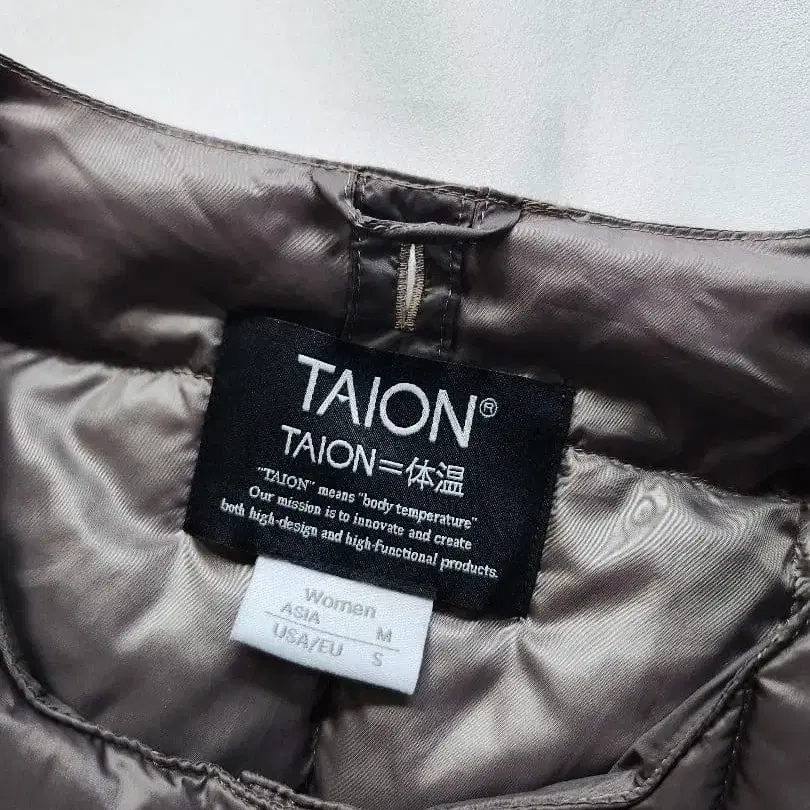 TAION®
TAION=体温
"TAION" means "body temperature"
Our mission is to innovate and create
both high-design and high-functional products.
Women
ASIA M
USA/EU S